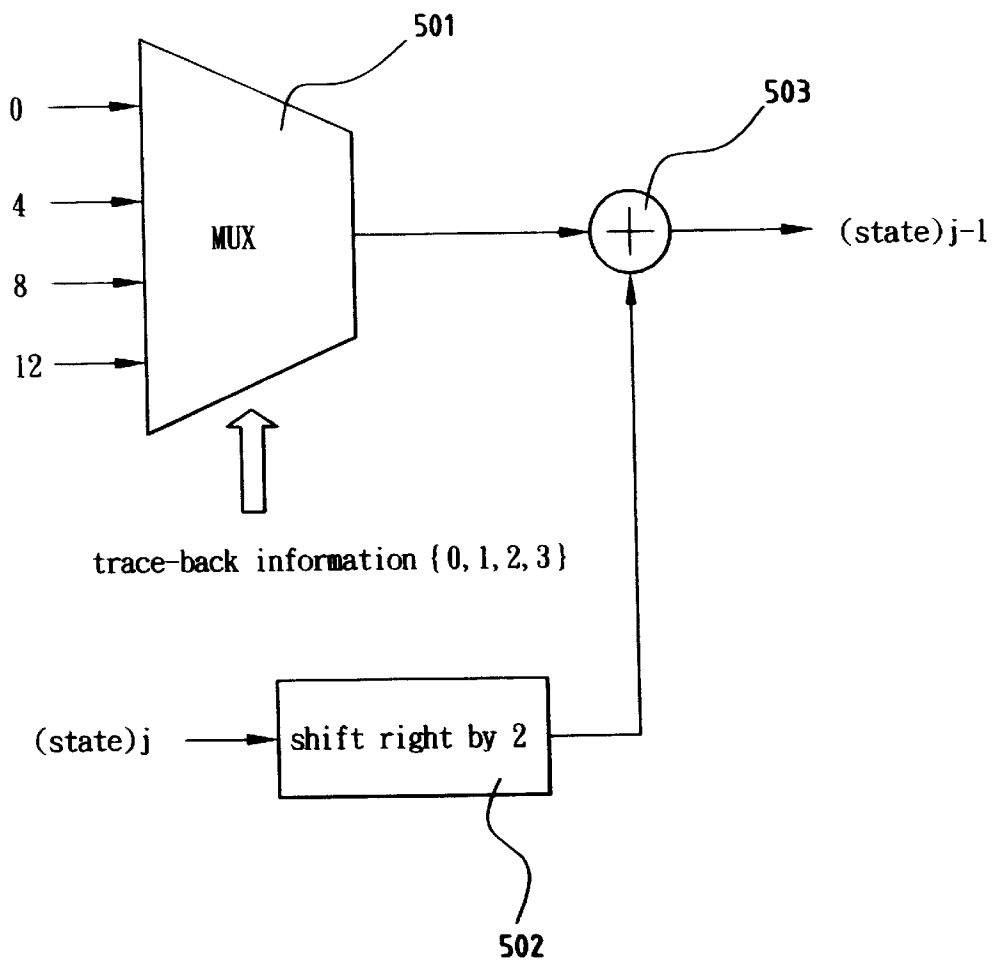 501
503
0
4
MUX
(state)j-1
8
12
trace-back information {0,1,2,3}
(state)j
shift right by 2
502